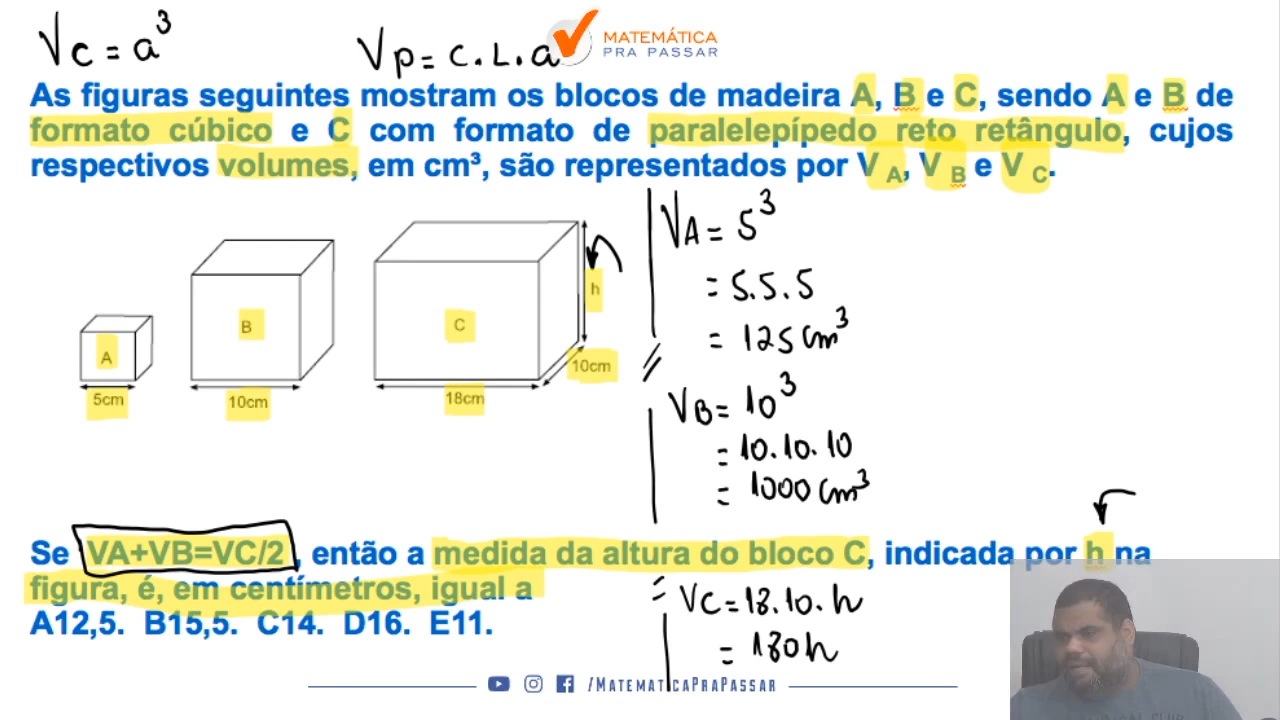 Vc = a³
Vp = C.L.a
MATEMÁTICA
PRA PASSAR
As figuras seguintes mostram os blocos de madeira A, B e C, sendo A e B de
formato cúbico e C com formato de paralelepípedo reto retângulo, cujos
respectivos volumes, em cm³, são representados por V A, V B e V C.
A
5cm
B
10cm
C
18cm
10cm
h
VA = 5³
= 5.5.5
= 125 cm³
VB = 10³
= 10.10.10
= 1000 cm³
Se VA+VB=VC/2, então a medida da altura do bloco C, indicada por h na
figura, é, em centímetros, igual a
A12,5. B15,5. C14. D16. E11.
VC = 18.10.h
= 180h
/MATEMATICAPRAPASSAR